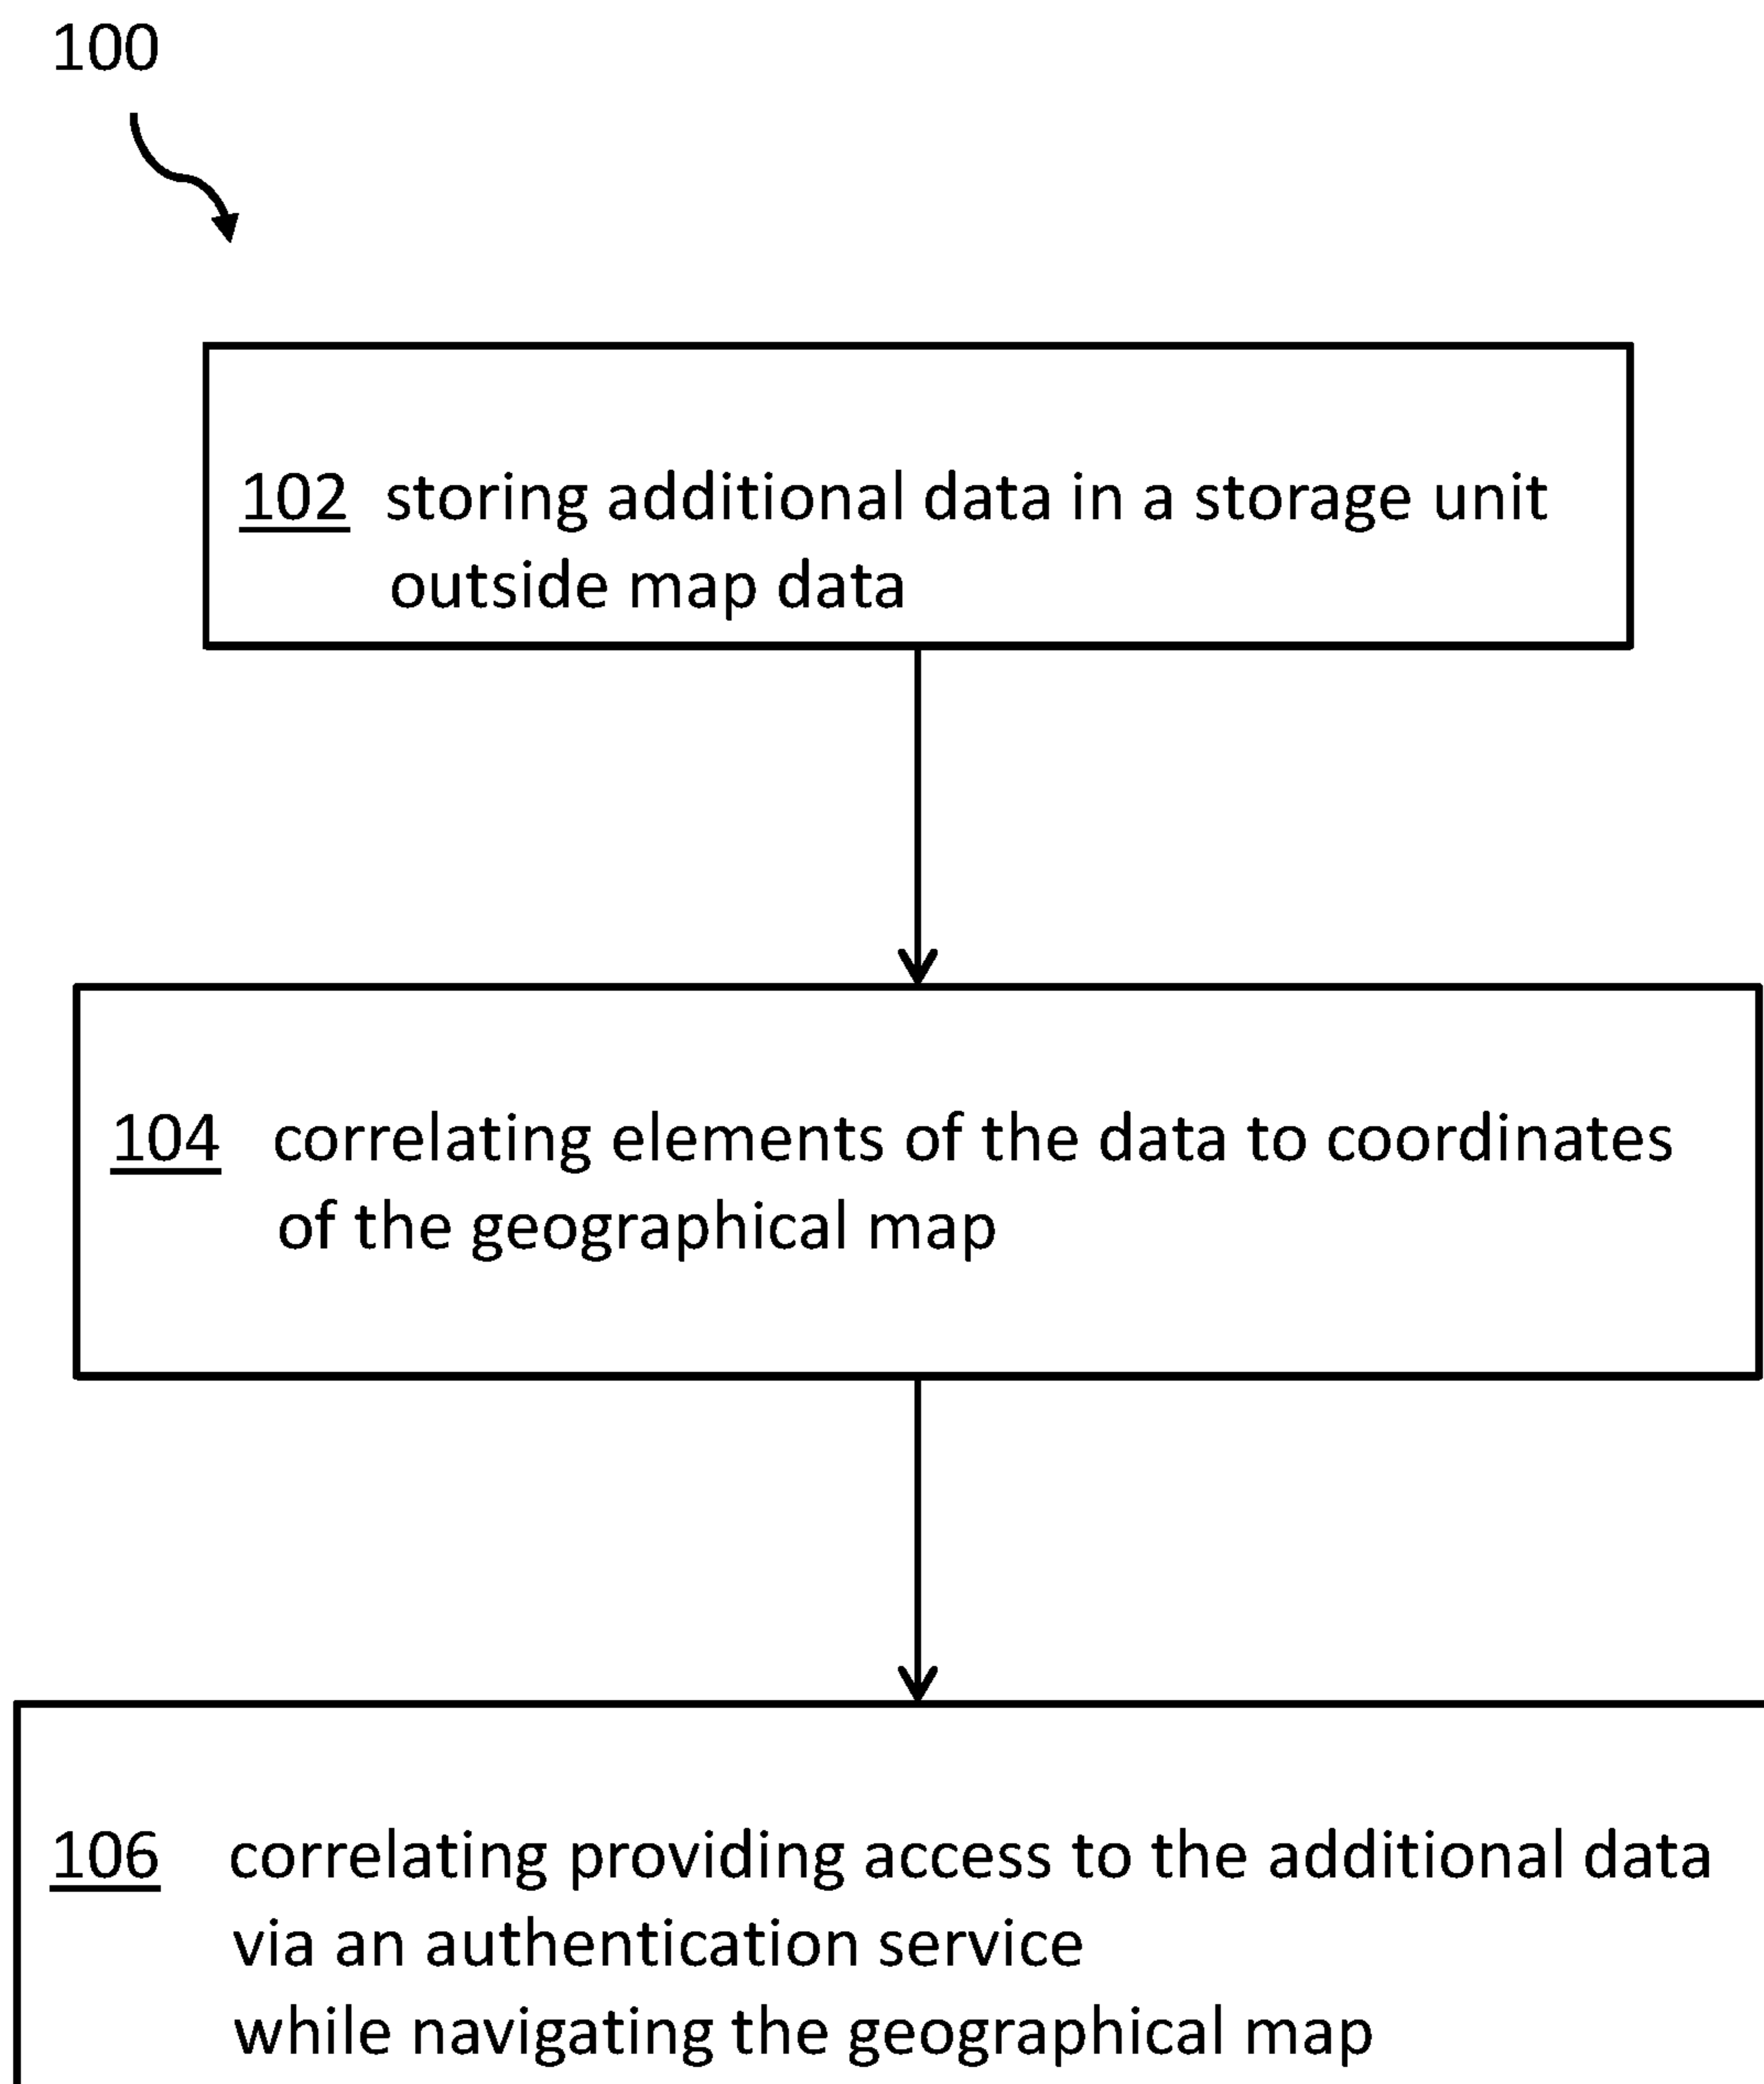 100
102 storing additional data in a storage unit
outside map data
104 correlating elements of the data to coordinates
of the geographical map
106 correlating providing access to the additional data
via an authentication service
while navigating the geographical map